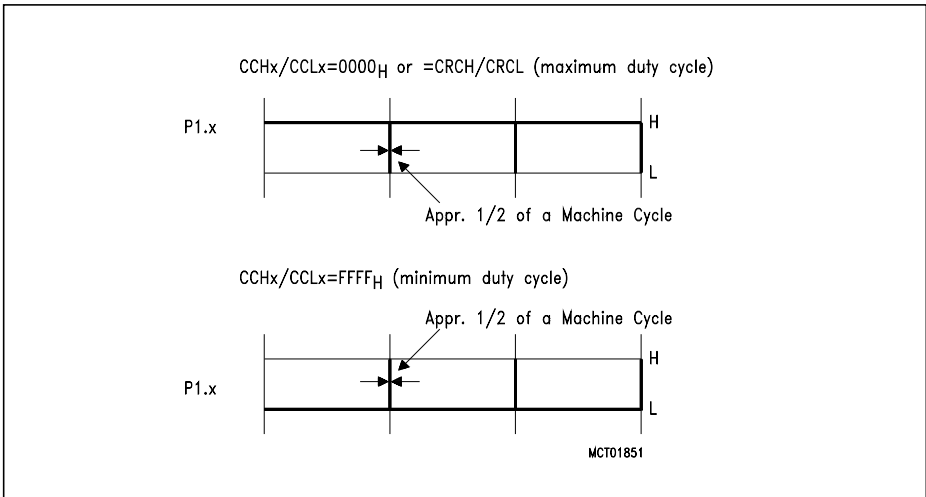 CCHx/CCLx=0000H or =CRCH/CRCL (maximum duty cycle)
P1.x
H
L
Appr. 1/2 of a Machine Cycle
CCHx/CCLx=FFFFH (minimum duty cycle)
Appr. 1/2 of a Machine Cycle
H
P1.x
L
MCT01851